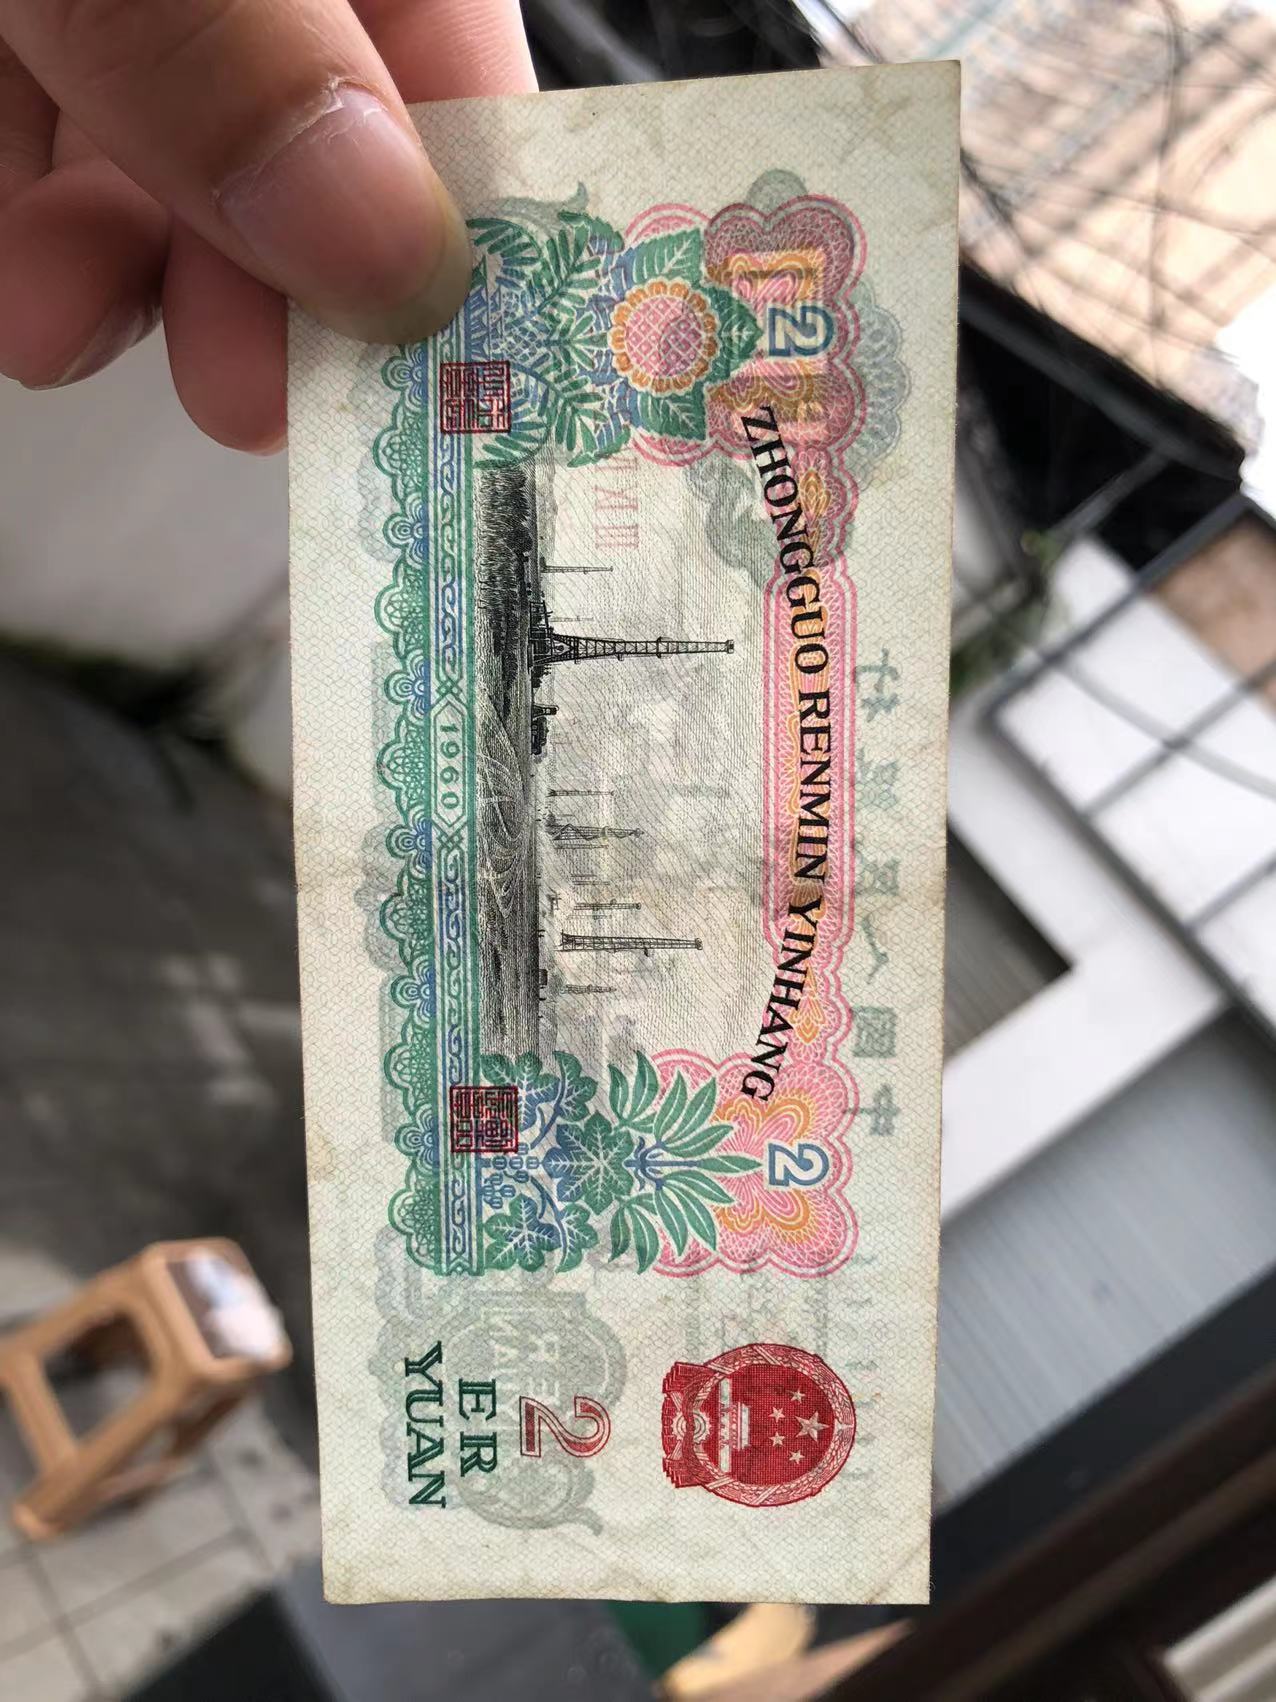 ZHONGGUO RENMIN YINHANG
2
2
2
ER
YUAN
1960